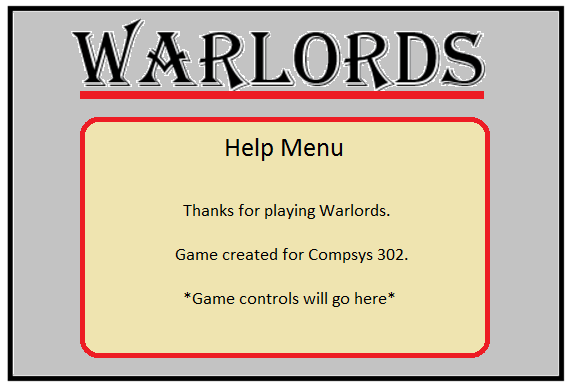 WARLORDS
Help Menu
Thanks for playing Warlords.
Game created for Compsys 302.
*Game controls will go here*